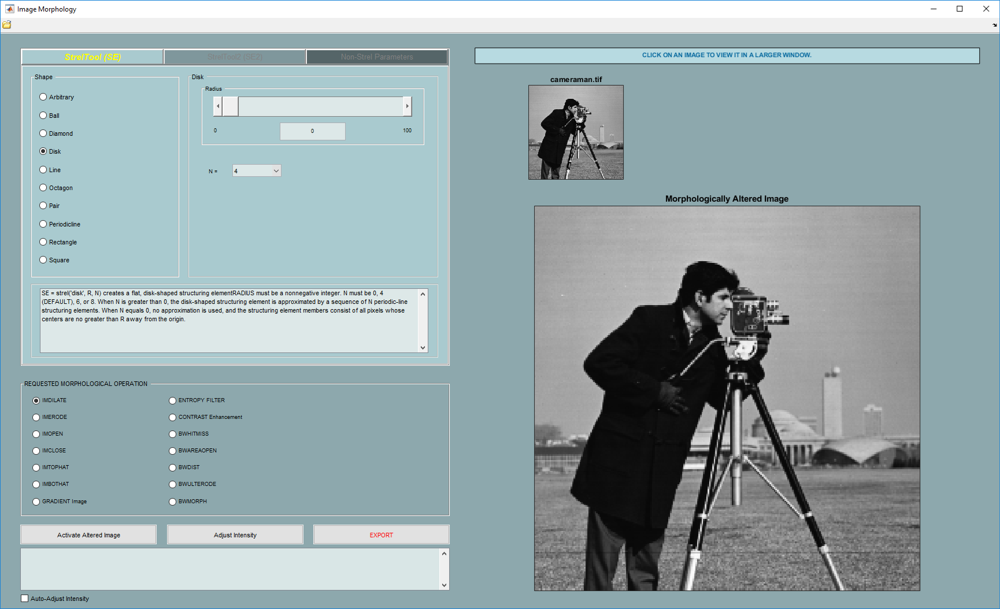 Image Morphology
StrelTool (SE)
StrelTool2 (SE2)
Non-Strel Parameters
Shape
Arbitrary
Ball
Diamond
Disk
Line
Octagon
Pair
Periodicline
Rectangle
Square
Disk
Radius
0
0
100
N =
4
SE = strel('disk', R, N) creates a flat, disk-shaped structuring elementRADIUS must be a nonnegative integer. N must be 0, 4
(DEFAULT), 6, or 8. When N is greater than 0, the disk-shaped structuring element is approximated by a sequence of N periodic-line
structuring elements. When N equals 0, no approximation is used, and the structuring element members consist of all pixels whose
centers are no greater than R away from the origin.
REQUESTED MORPHOLOGICAL OPERATION
IMDILATE
IMERODE
IMOPEN
IMCLOSE
IMTOPHAT
IMBOTHAT
GRADIENT Image
ENTROPY FILTER
CONTRAST Enhancement
BWHITMISS
BWAREAOPEN
BWDIST
BWULTERODE
BWMORPH
Activate Altered Image
Adjust Intensity
EXPORT
Auto-Adjust Intensity
CLICK ON AN IMAGE TO VIEW IT IN A LARGER WINDOW.
cameraman.tif
Morphologically Altered Image